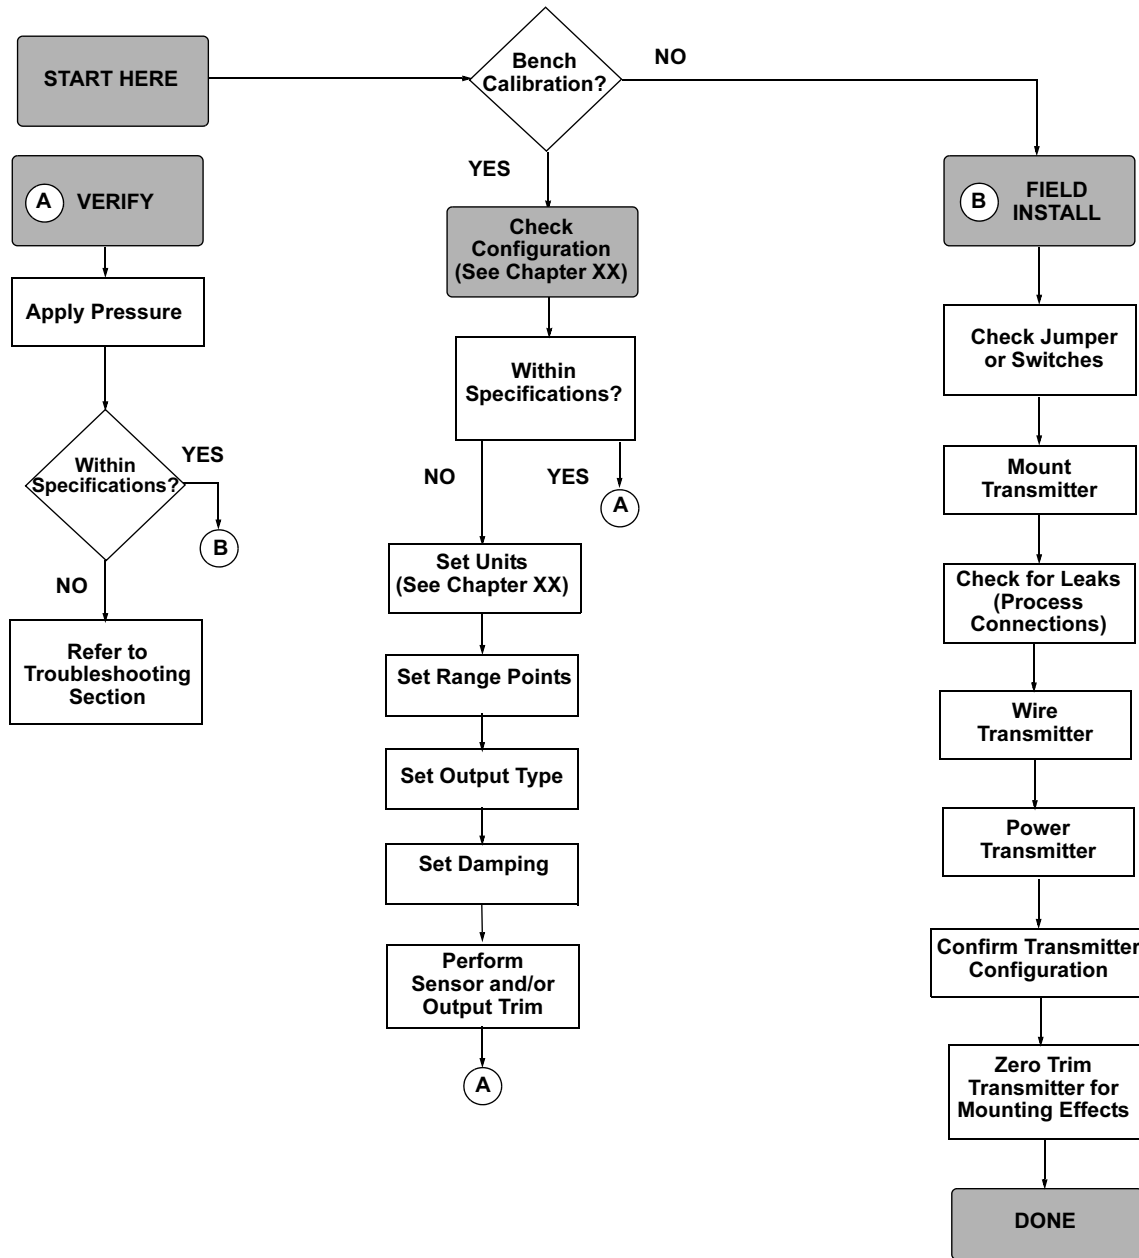 START HERE
Bench
Calibration?
NO
YES
A
VERIFY
Apply Pressure
Within
Specifications?
YES
B
NO
Refer to
Troubleshooting
Section
Check
Configuration
(See Chapter XX)
Within
Specifications?
NO
YES
A
Set Units
(See Chapter XX)
Set Range Points
Set Output Type
Set Damping
Perform
Sensor and/or
Output Trim
A
B
FIELD
INSTALL
Check Jumper
or Switches
Mount
Transmitter
Check for Leaks
(Process
Connections)
Wire
Transmitter
Power
Transmitter
Confirm Transmitter
Configuration
Zero Trim
Transmitter for
Mounting Effects
DONE